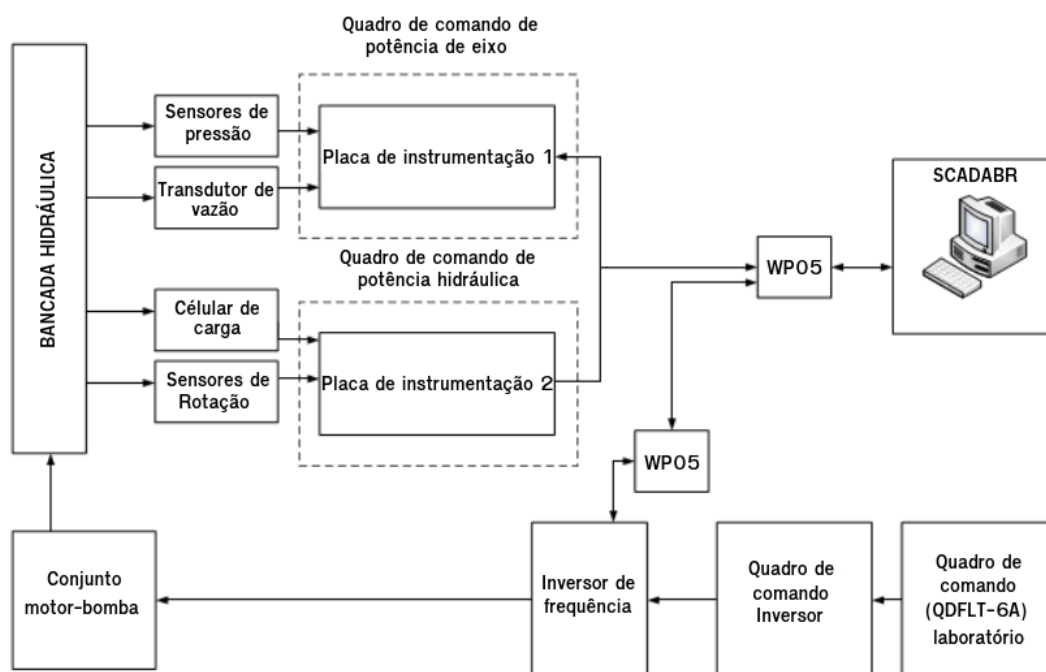 Quadro de comando de
potência de eixo
BANCADA HIDRÁULICA
Sensores de
pressão
Transdutor de
vazão
Placa de instrumentação 1
Quadro de comando de
potência hidráulica
Célular de
carga
Sensores de
Rotação
Placa de instrumentação 2
WP05
SCADABR
WP05
Conjunto
motor-bomba
Inversor de
frequência
Quadro de
comando
Inversor
Quadro de
comando
(QDFLT-6A)
laboratório